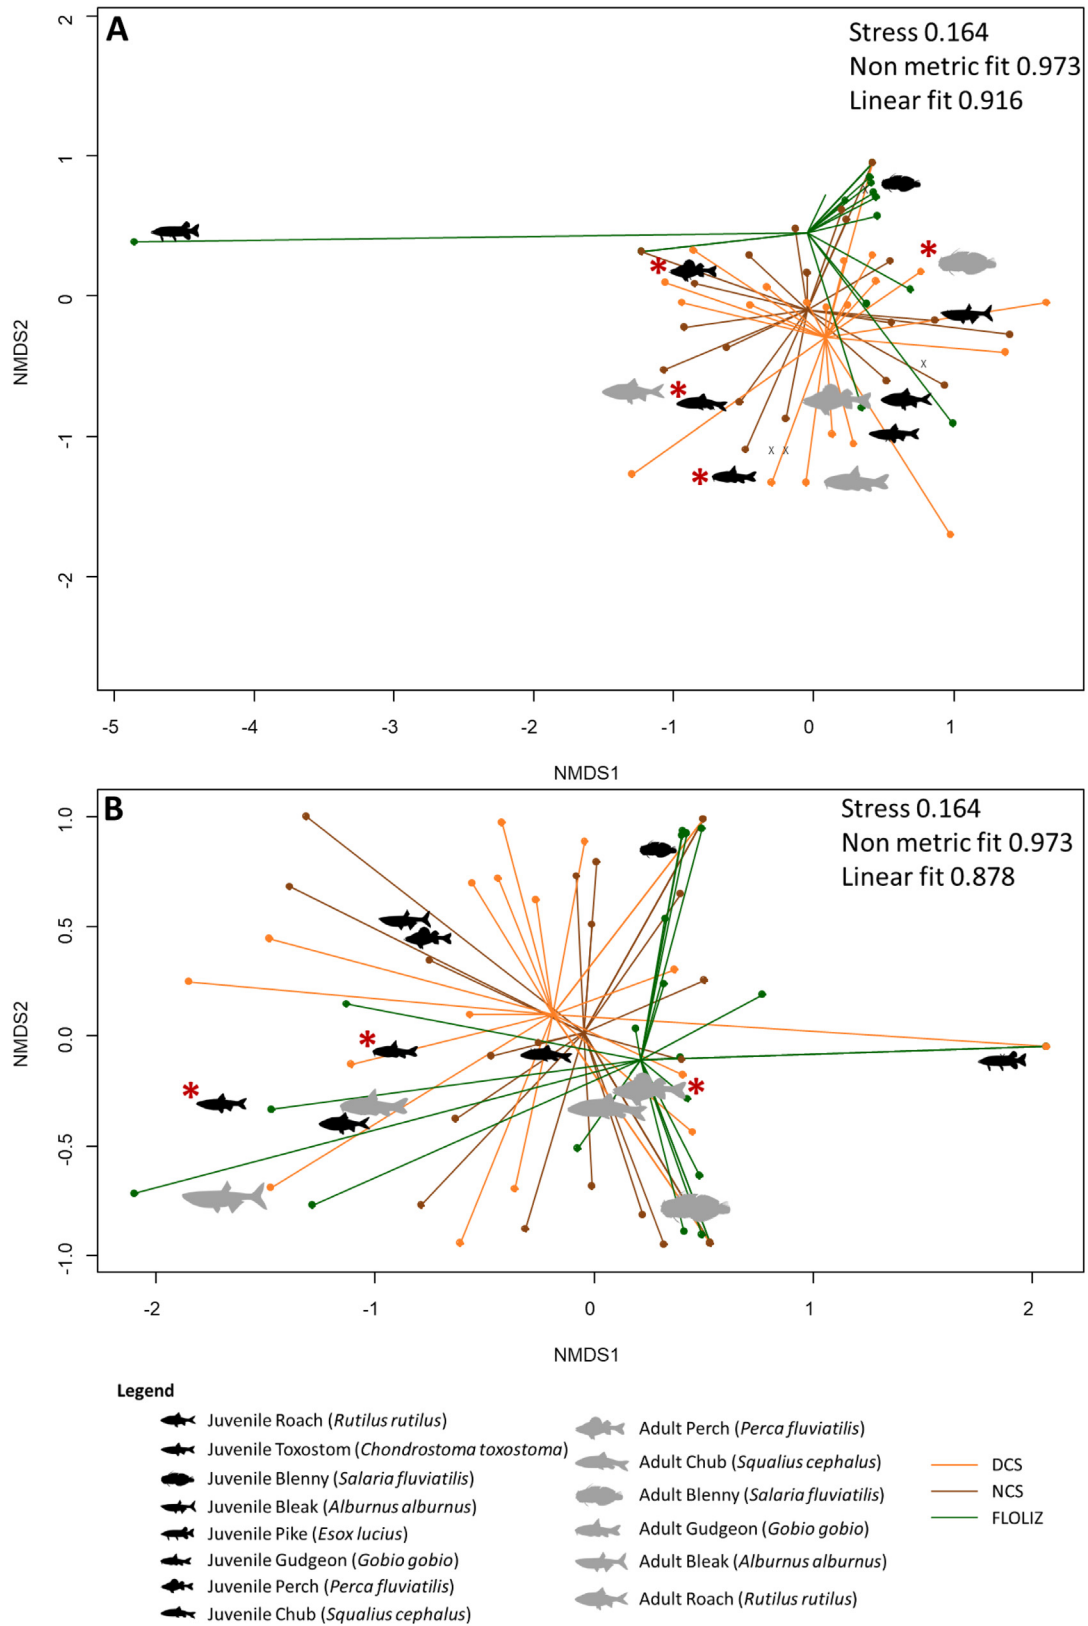 A
Stress 0.164
Non metric fit 0.973
Linear fit 0.916
2
1
0
-1
-2
NMDS2
*
*
*
*
x
x
x x
-5 -4 -3 -2 -1 0 1
NMDS1
B
Stress 0.164
Non metric fit 0.973
Linear fit 0.878
1.0
0.5
0.0
-0.5
-1.0
NMDS2
*
*
*
-2 -1 0 1 2
NMDS1
Legend
Juvenile Roach (Rutilus rutilus)
Juvenile Toxostom (Chondrostoma toxostoma)
Juvenile Blenny (Salaria fluviatilis)
Juvenile Bleak (Alburnus alburnus)
Juvenile Pike (Esox lucius)
Juvenile Gudgeon (Gobio gobio)
Juvenile Perch (Perca fluviatilis)
Juvenile Chub (Squalius cephalus)
Adult Perch (Perca fluviatilis)
Adult Chub (Squalius cephalus)
Adult Blenny (Salaria fluviatilis)
Adult Gudgeon (Gobio gobio)
Adult Bleak (Alburnus alburnus)
Adult Roach (Rutilus rutilus)
DCS
NCS
FLOLIZ